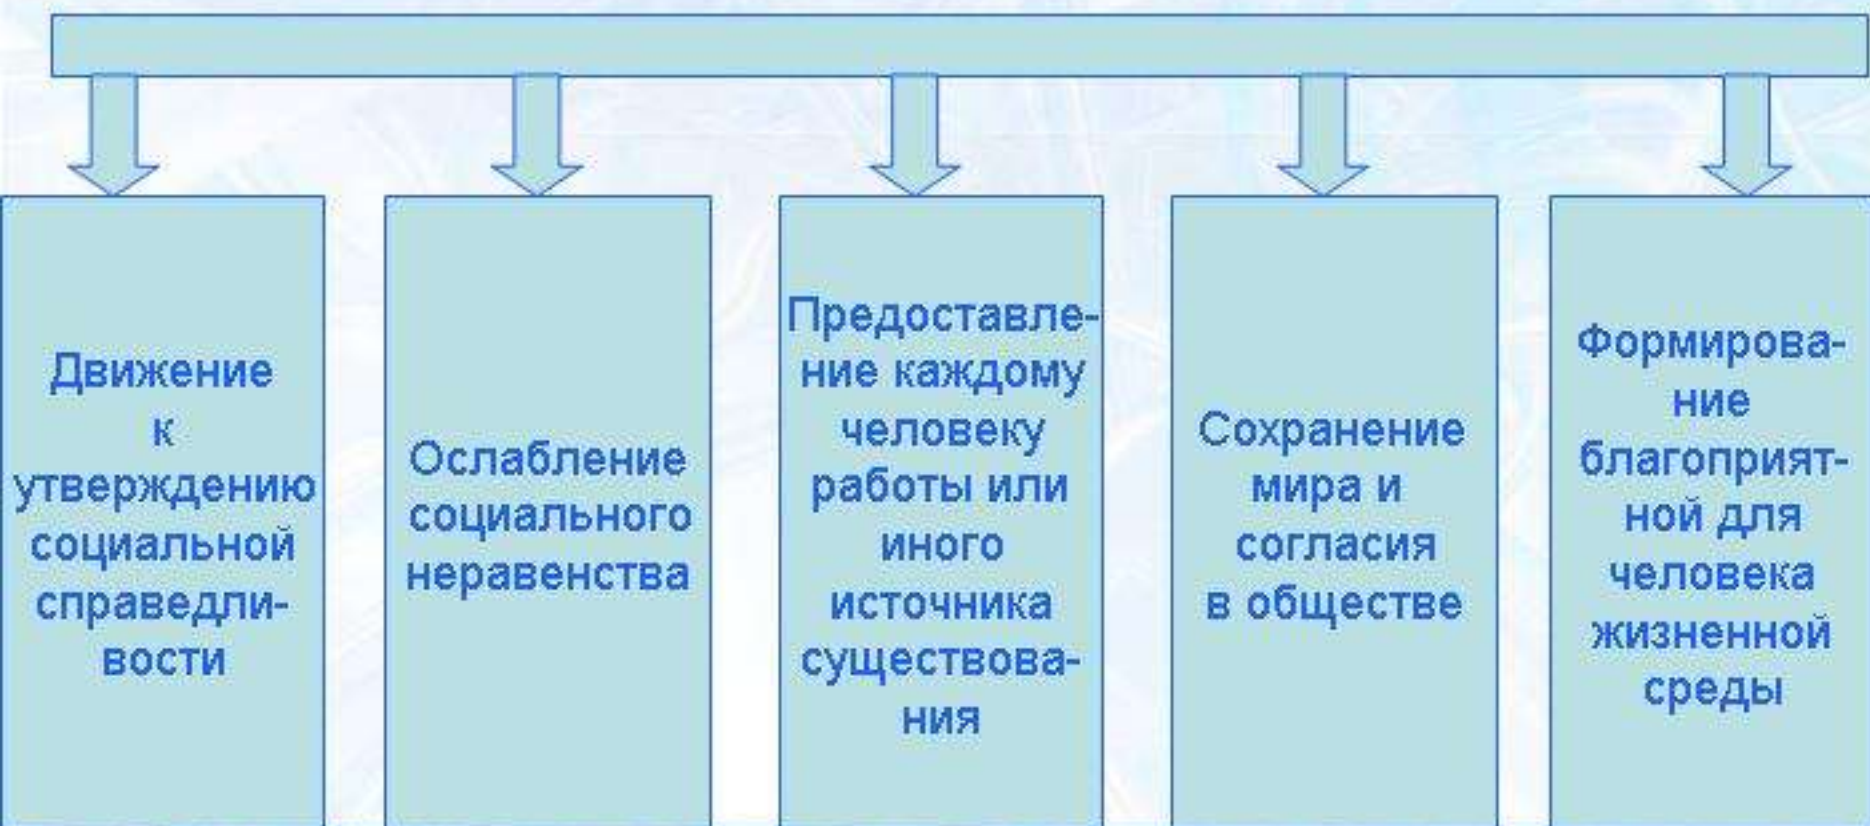 Движение
к
утверждению
социальной
справедли-
вости
Ослабление
социального
неравенства
Предоставле-
ние каждому
человеку
работы или
иного
источника
существова-
ния
Сохранение
мира и
согласия
в обществе
Формирова-
ние
благоприят-
ной для
человека
жизненной
среды